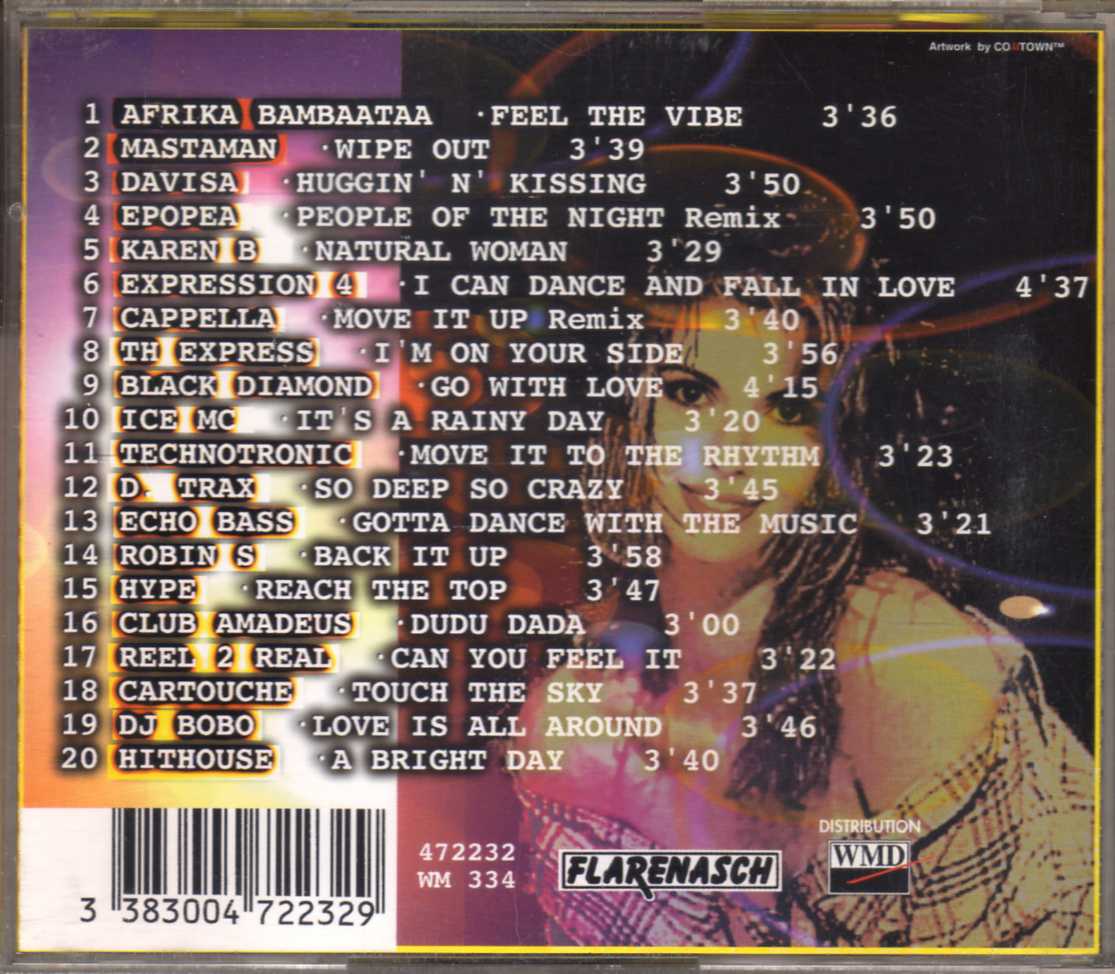 Artwork by COMTOWN™
1 AFRIKA BAMBAATAA ·FEEL THE VIBE 3'36
2 MASTAMAN ·WIPE OUT 3'39
3 DAVISA ·HUGGIN' N' KISSING 3'50
4 EPOPEA ·PEOPLE OF THE NIGHT Remix 3'50
5 KAREN B ·NATURAL WOMAN 3'29
6 EXPRESSION 4 ·I CAN DANCE AND FALL IN LOVE 4'37
7 CAPPELLA ·MOVE IT UP Remix 3'40
8 TH EXPRESS ·I'M ON YOUR SIDE 3'56
9 BLACK DIAMOND ·GO WITH LOVE 4'15
10 ICE MC ·IT'S A RAINY DAY 3'20
11 TECHNOTRONIC ·MOVE IT TO THE RHYTHM 3'23
12 D. TRAX ·SO DEEP SO CRAZY 3'45
13 ECHO BASS ·GOTTA DANCE WITH THE MUSIC 3'21
14 ROBIN S ·BACK IT UP 3'58
15 HYPE ·REACH THE TOP 3'47
16 CLUB AMADEUS ·DUDU DADA 3'00
17 REEL 2 REAL ·CAN YOU FEEL IT 3'22
18 CARTOUCHE ·TOUCH THE SKY 3'37
19 DJ BOBO ·LOVE IS ALL AROUND 3'46
20 HITHOUSE ·A BRIGHT DAY 3'40
DISTRIBUTION
WMD
472232
WM 334
FLARENASCH
3 383004 722329